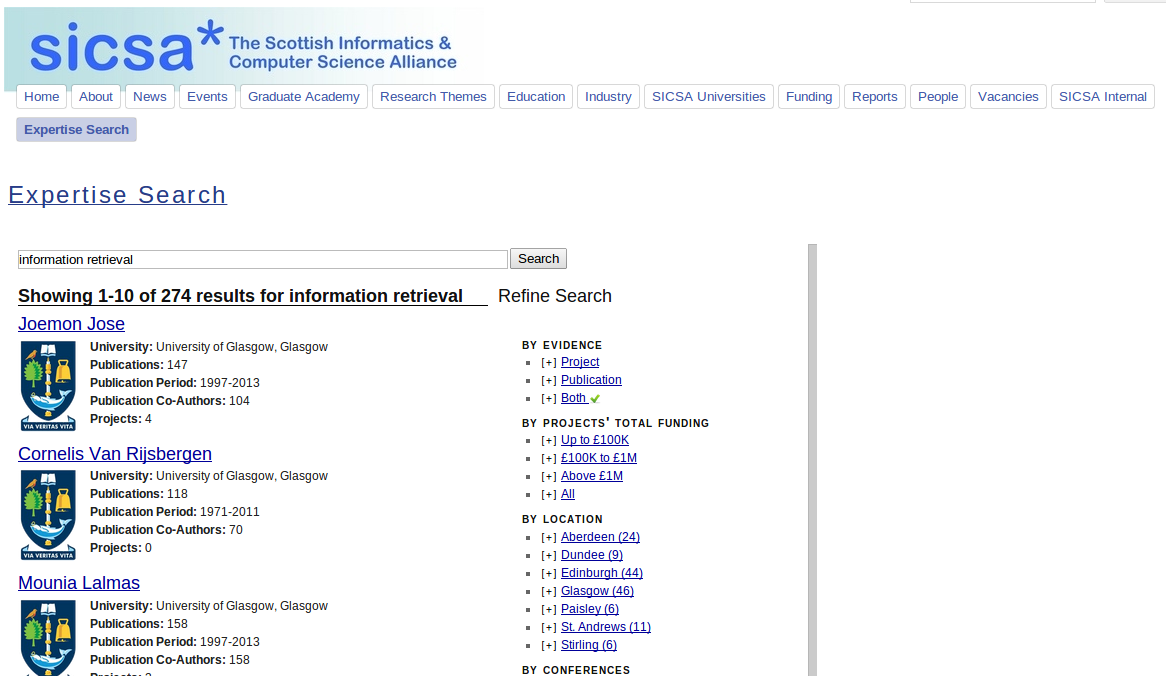 sicsa*
The Scottish Informatics &
Computer Science Alliance
Home About News Events Graduate Academy Research Themes Education Industry SICSA Universities Funding Reports People Vacancies SICSA Internal
Expertise Search
Expertise Search
information retrieval Search
Showing 1-10 of 274 results for information retrieval
Joemon Jose
University: University of Glasgow, Glasgow
Publications: 147
Publication Period: 1997-2013
Publication Co-Authors: 104
Projects: 4
VIA VERITAS VITA
Cornelis Van Rijsbergen
University: University of Glasgow, Glasgow
Publications: 118
Publication Period: 1971-2011
Publication Co-Authors: 70
Projects: 0
VIA VERITAS VITA
Mounia Lalmas
University: University of Glasgow, Glasgow
Publications: 158
Publication Period: 1997-2013
Publication Co-Authors: 158
Refine Search
BY EVIDENCE
[+] Project
[+] Publication
[+] Both
BY PROJECTS' TOTAL FUNDING
[+] Up to £100K
[+] £100K to £1M
[+] Above £1M
[+] All
BY LOCATION
[+] Aberdeen (24)
[+] Dundee (9)
[+] Edinburgh (44)
[+] Glasgow (46)
[+] Paisley (6)
[+] St. Andrews (11)
[+] Stirling (6)
BY CONFERENCES